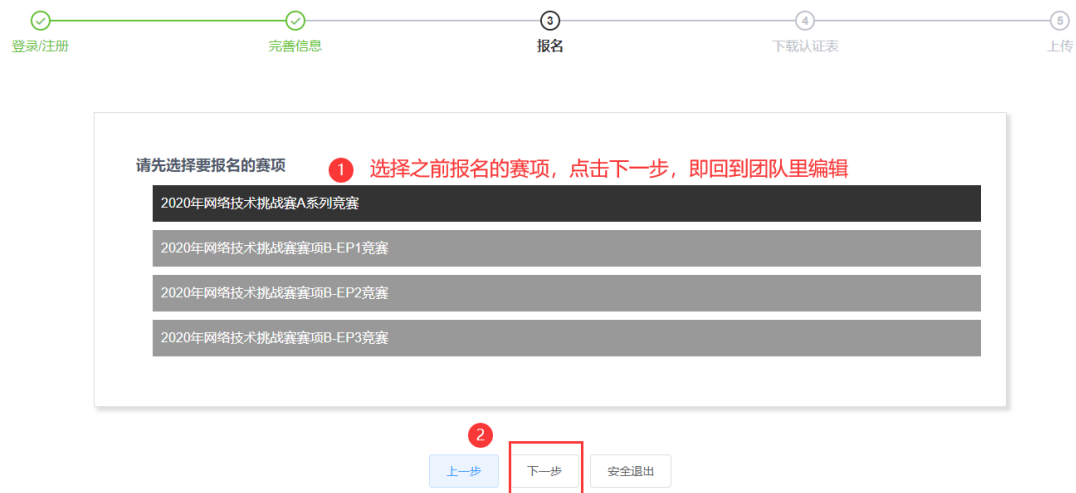 3 4 5
登录/注册 完善信息 报名 下载认证表 上传
请先选择要报名的赛项 1 选择之前报名的赛项，点击下一步，即回到团队里编辑
2020年网络技术挑战赛A系列竞赛
2020年网络技术挑战赛赛项B-EP1竞赛
2020年网络技术挑战赛赛项B-EP2竞赛
2020年网络技术挑战赛赛项B-EP3竞赛
2
上一步 下一步 安全退出